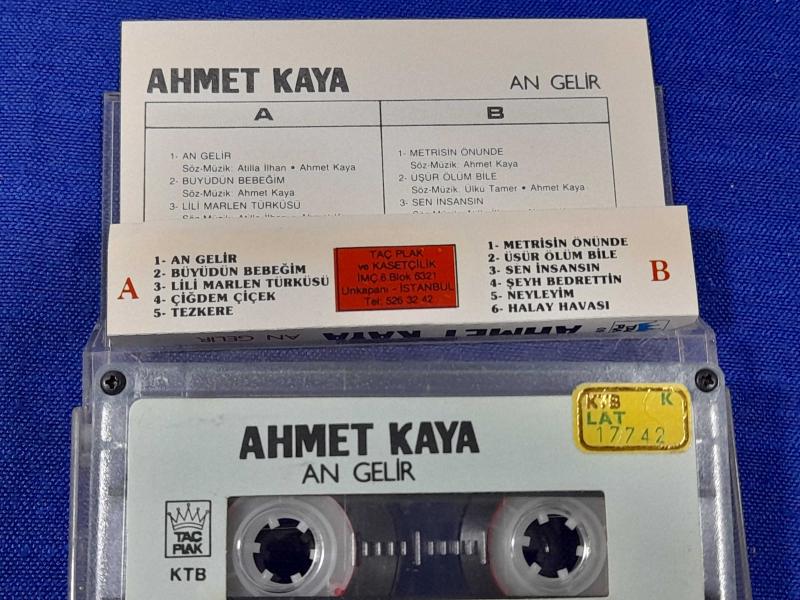 AHMET KAYA
AN GELİR
A
B
1- AN GELİR
Söz-Müzik: Atilla İlhan • Ahmet Kaya
2- BÜYÜDÜN BEBEĞİM
Söz-Müzik: Ahmet Kaya
3- LİLİ MARLEN TÜRKÜSÜ
1- METRİSİN ÖNÜNDE
Söz-Müzik: Ahmet Kaya
2- ÜŞÜR ÖLÜM BİLE
Söz-Müzik: Ülkü Tamer • Ahmet Kaya
3- SEN İNSANSIN
A
1- AN GELİR
2- BÜYÜDÜN BEBEĞİM
3- LİLİ MARLEN TÜRKÜSÜ
4- ÇİĞDEM ÇİÇEK
5- TEZKERE
TAÇ PLAK
ve KASETÇİLİK
İMÇ.6.Blok 6321
Unkapanı - İSTANBUL
Tel: 526 32 42
1- METRİSİN ÖNÜNDE
2- ÜŞÜR ÖLÜM BİLE
3- SEN İNSANSIN
4- ŞEYH BEDRETTİN
5- NEYLEYİM
6- HALAY HAVASI
B
AHMET KAYA
AN GELİR
KTB K
LAT
17742
AHMET KAYA
AN GELİR
TAÇ
PLAK
KTB